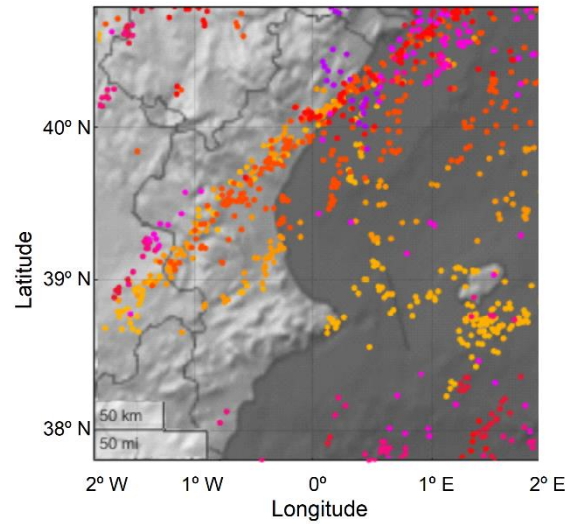 40º N
Latitude
39º N
38º N
50 km
50 mi
2º W
1º W
0º
1º E
2º E
Longitude